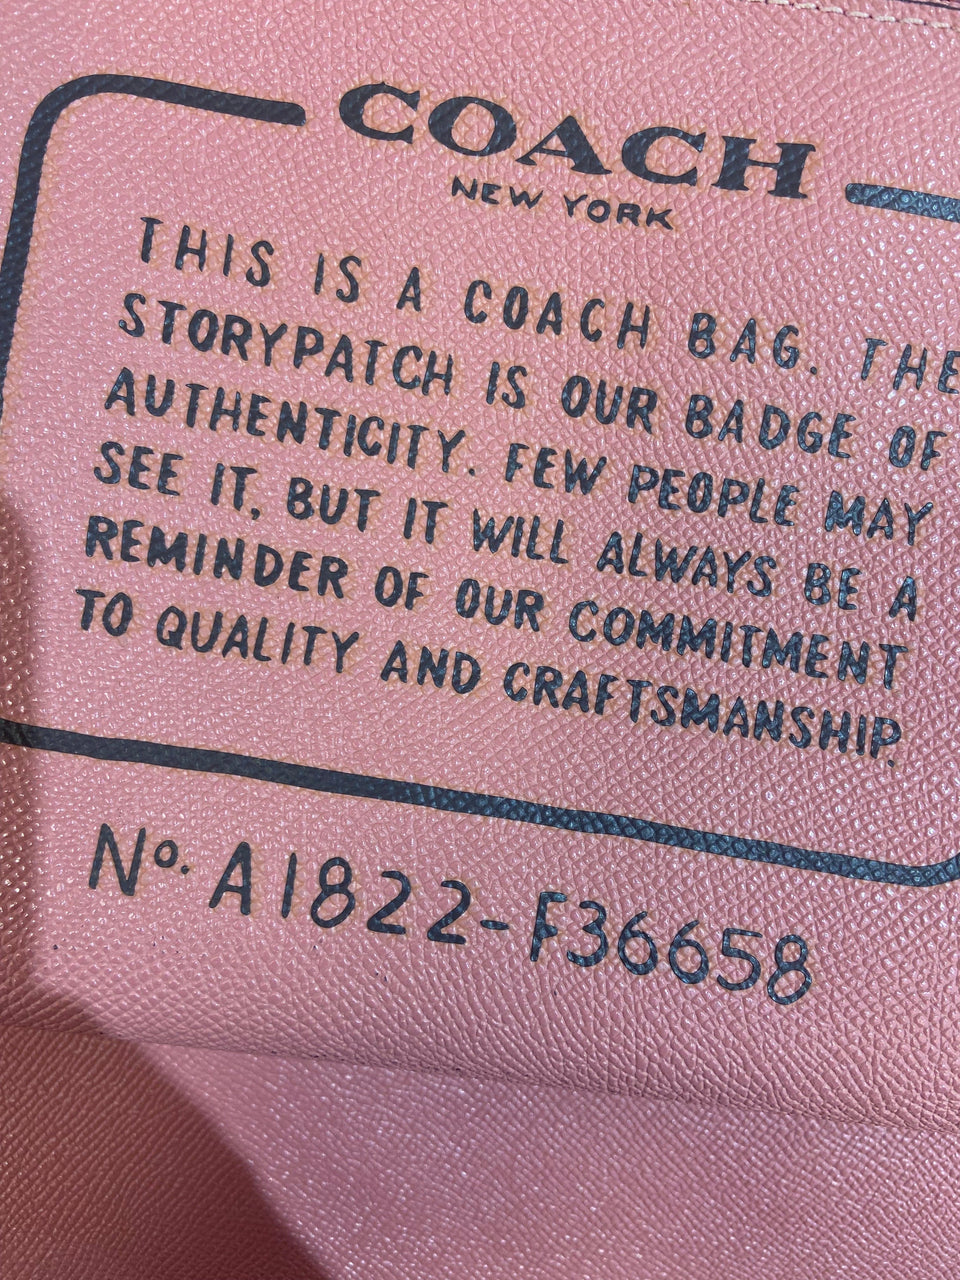 COACH
NEW YORK
THIS IS A COACH BAG. THE
STORYPATCH IS OUR BADGE OF
AUTHENTICITY. FEW PEOPLE MAY
SEE IT, BUT IT WILL ALWAYS BE A
REMINDER OF OUR COMMITMENT
TO QUALITY AND CRAFTSMANSHIP.
No. A1822-F36658